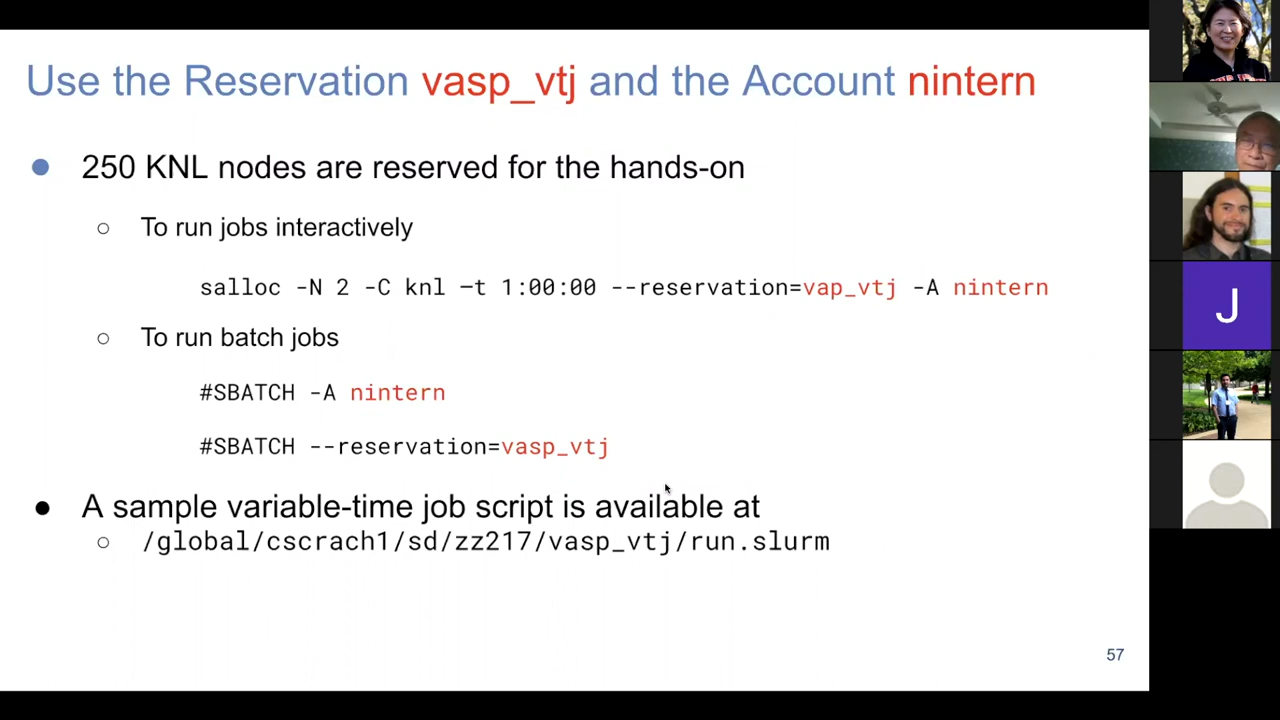 Use the Reservation vasp_vtj and the Account nintern
● 250 KNL nodes are reserved for the hands-on
○ To run jobs interactively
salloc -N 2 -C knl –t 1:00:00 --reservation=vap_vtj -A nintern
○ To run batch jobs
#SBATCH -A nintern
#SBATCH --reservation=vasp_vtj
● A sample variable-time job script is available at
○ /global/cscrach1/sd/zz217/vasp_vtj/run.slurm
57
J